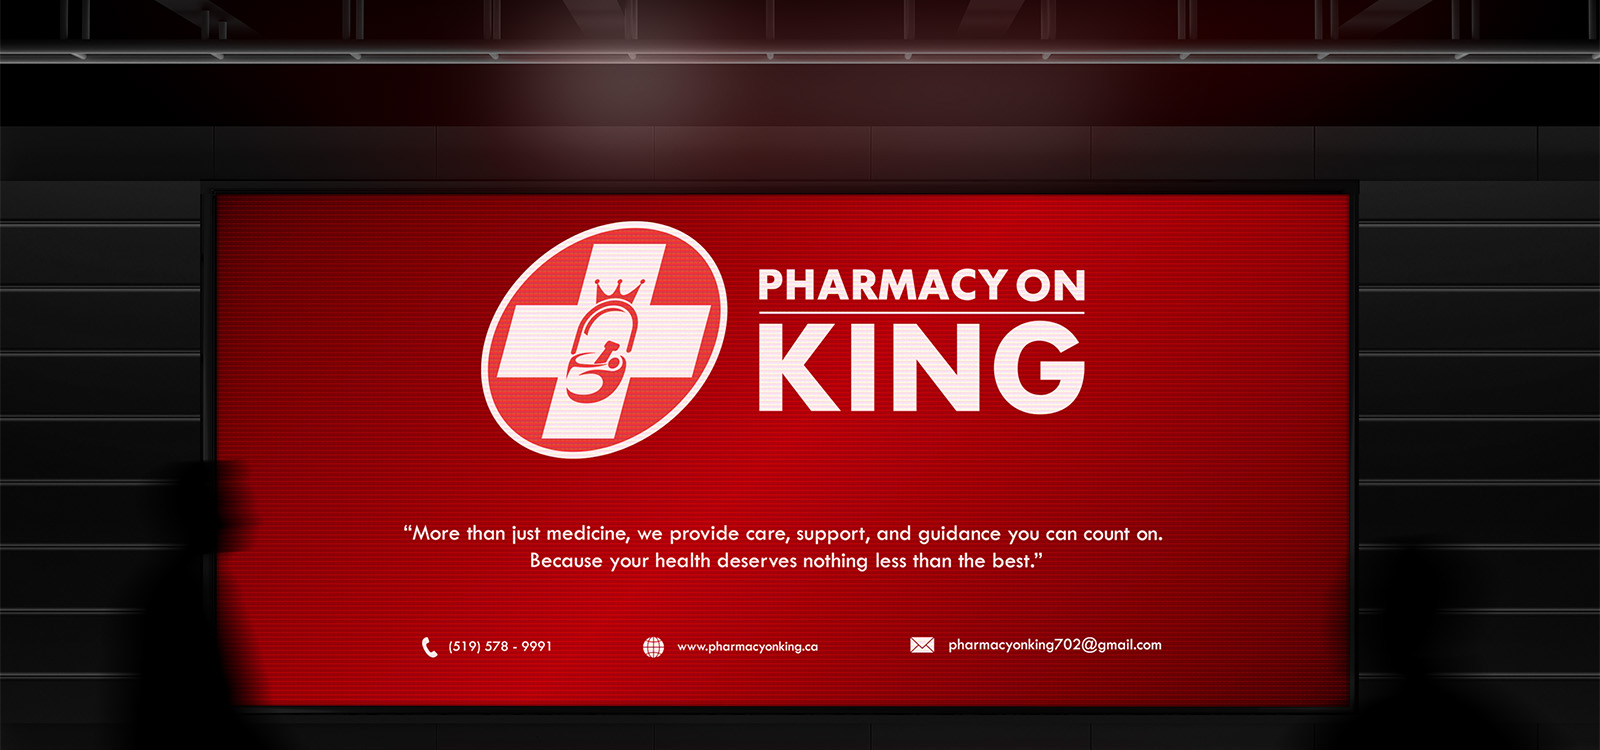 PHARMACY ON
KING
“More than just medicine, we provide care, support, and guidance you can count on.
Because your health deserves nothing less than the best.”
(519) 578 - 9991
www.pharmacyonking.ca
pharmacyonking702@gmail.com